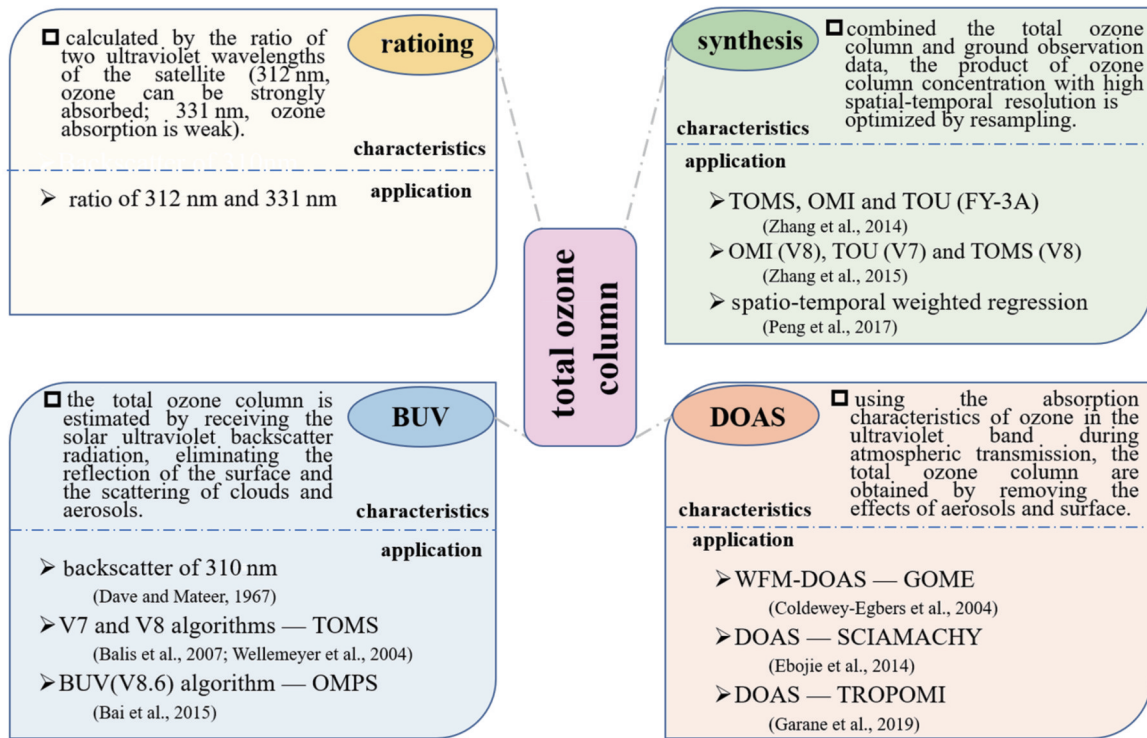 ratioing
calculated by the ratio of
two ultraviolet wavelengths
of the satellite (312 nm,
ozone can be strongly
absorbed; 331 nm, ozone
absorption is weak).
characteristics
application
➢ ratio of 312 nm and 331 nm
synthesis
combined the total ozone
column and ground observation
data, the product of ozone
column concentration with high
spatial-temporal resolution is
optimized by resampling.
characteristics
application
➢TOMS, OMI and TOU (FY-3A)
(Zhang et al., 2014)
➢OMI (V8), TOU (V7) and TOMS (V8)
(Zhang et al., 2015)
➢spatio-temporal weighted regression
(Peng et al., 2017)
total ozone
column
BUV
the total ozone column is
estimated by receiving the
solar ultraviolet backscatter
radiation, eliminating the
reflection of the surface and
the scattering of clouds and
aerosols.
characteristics
application
➢backscatter of 310 nm
(Dave and Mateer, 1967)
➢V7 and V8 algorithms — TOMS
(Balis et al., 2007; Wellemeyer et al., 2004)
➢BUV(V8.6) algorithm — OMPS
(Bai et al., 2015)
DOAS
using the absorption
characteristics of ozone in the
ultraviolet band during
atmospheric transmission, the
total ozone column are
obtained by removing the
effects of aerosols and surface.
characteristics
application
➢WFM-DOAS — GOME
(Coldewey-Egbers et al., 2004)
➢DOAS — SCIAMACHY
(Ebojie et al., 2014)
➢DOAS — TROPOMI
(Garane et al., 2019)